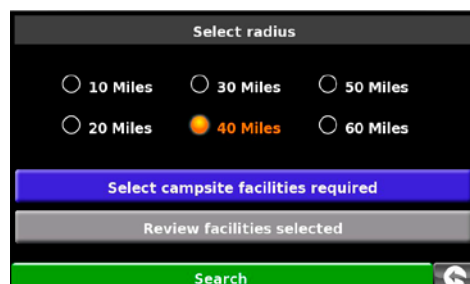 Select radius
10 Miles 30 Miles 50 Miles
20 Miles 40 Miles 60 Miles
Select campsite facilities required
Review facilities selected
Search